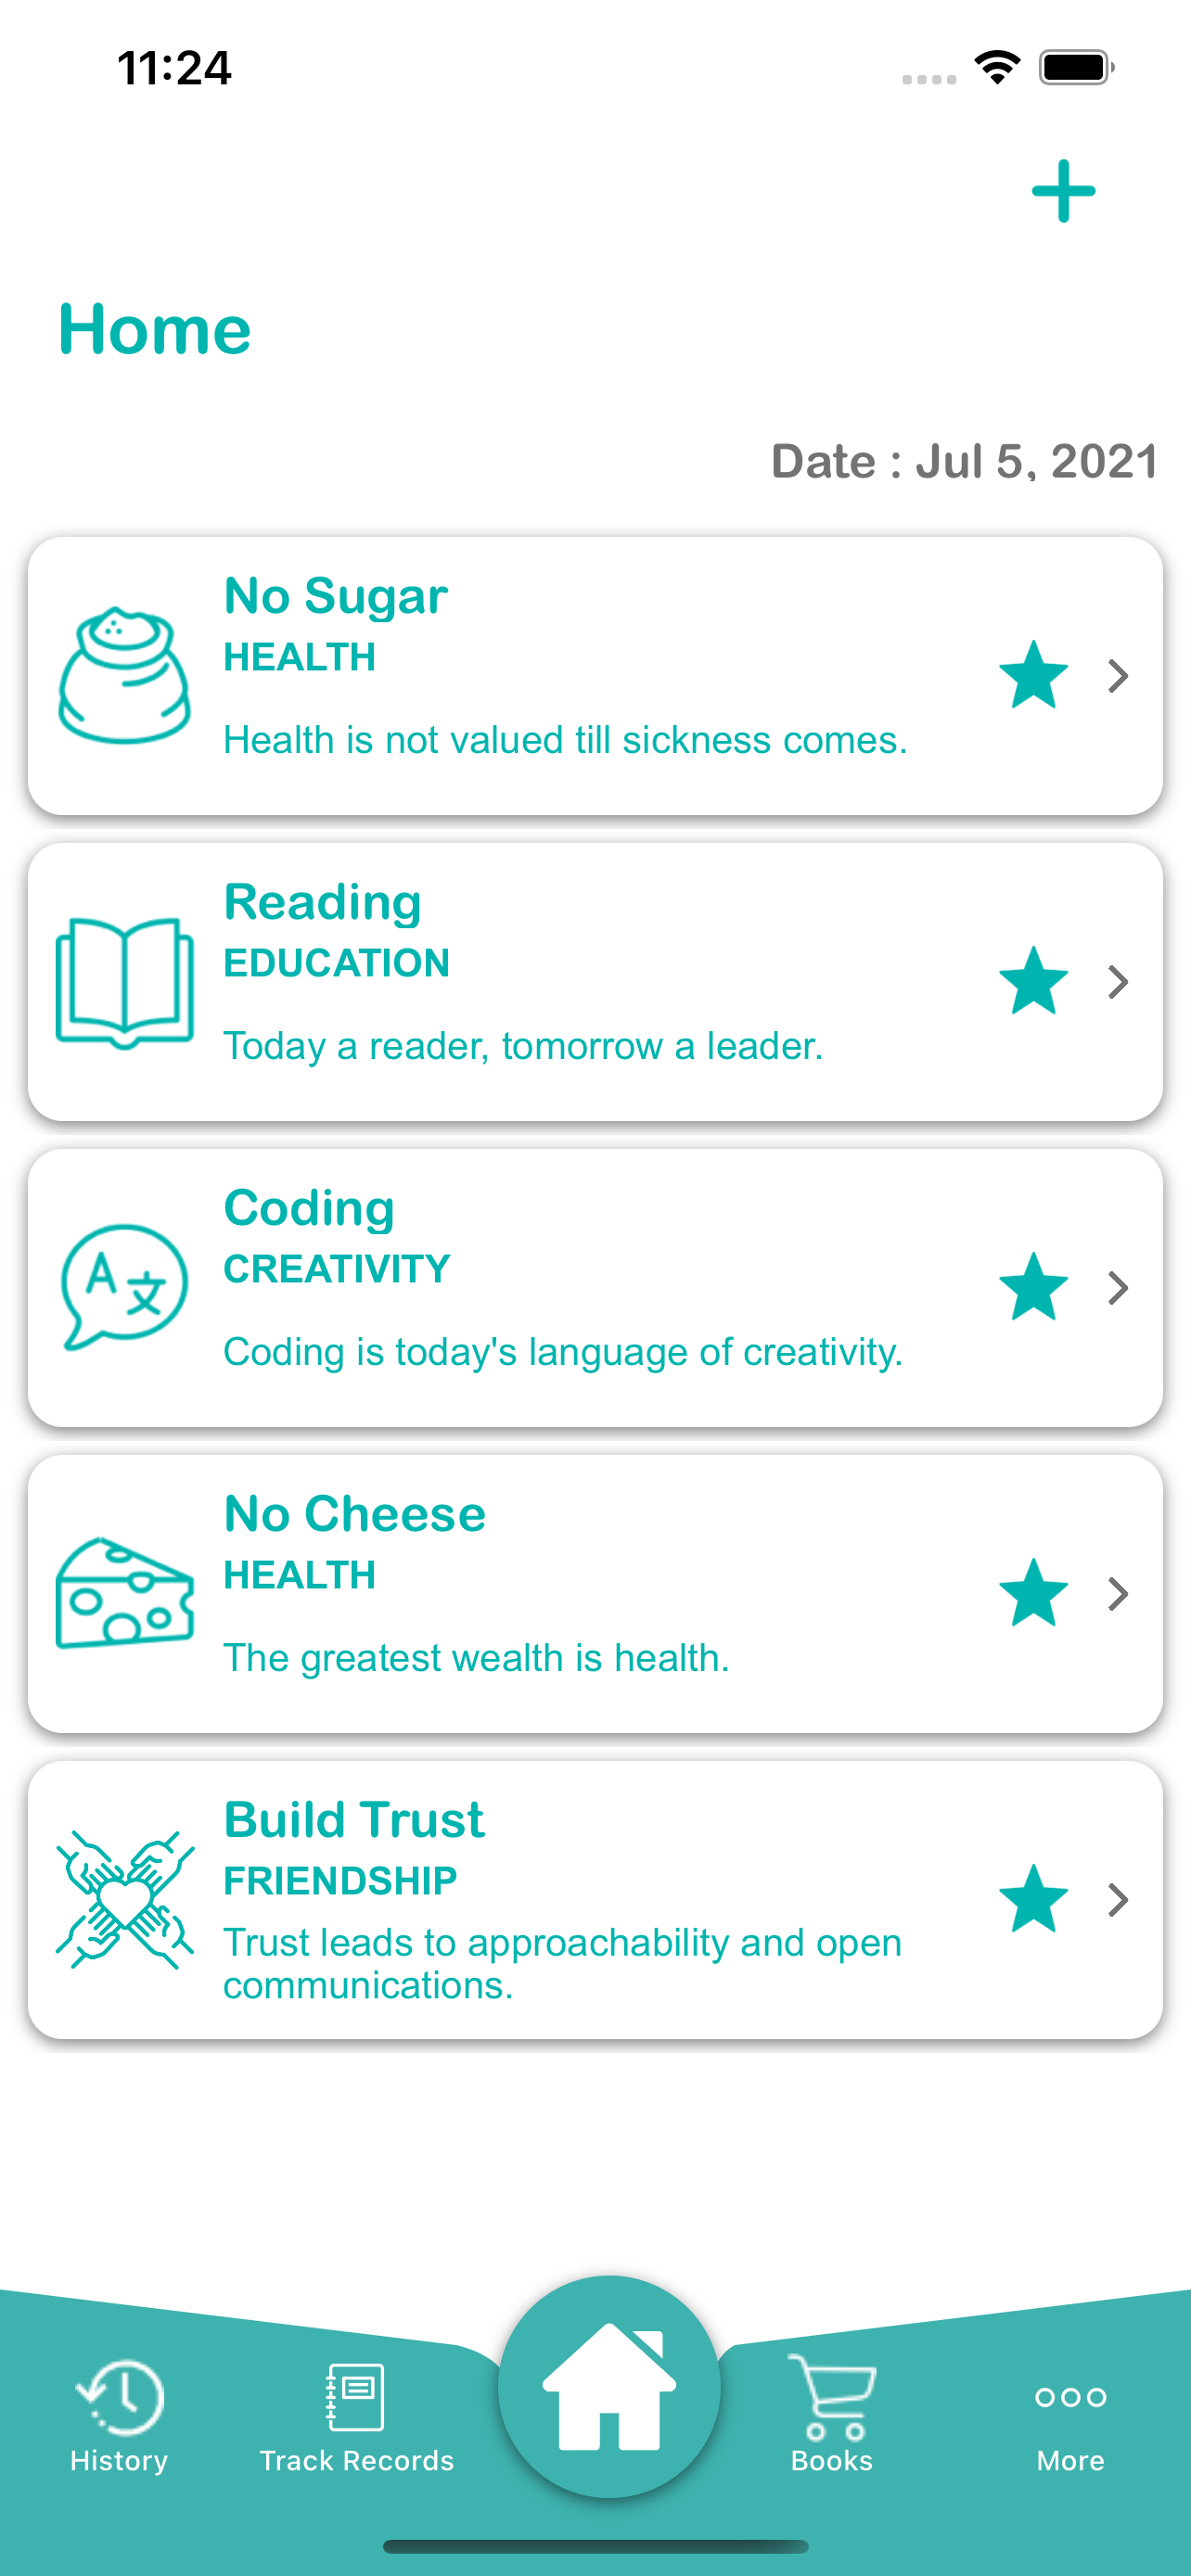 11:24
Home
Date : Jul 5, 2021
No Sugar
HEALTH
Health is not valued till sickness comes.
Reading
EDUCATION
Today a reader, tomorrow a leader.
A 文
Coding
CREATIVITY
Coding is today's language of creativity.
No Cheese
HEALTH
The greatest wealth is health.
Build Trust
FRIENDSHIP
Trust leads to approachability and open
communications.
History
Track Records
Books
More